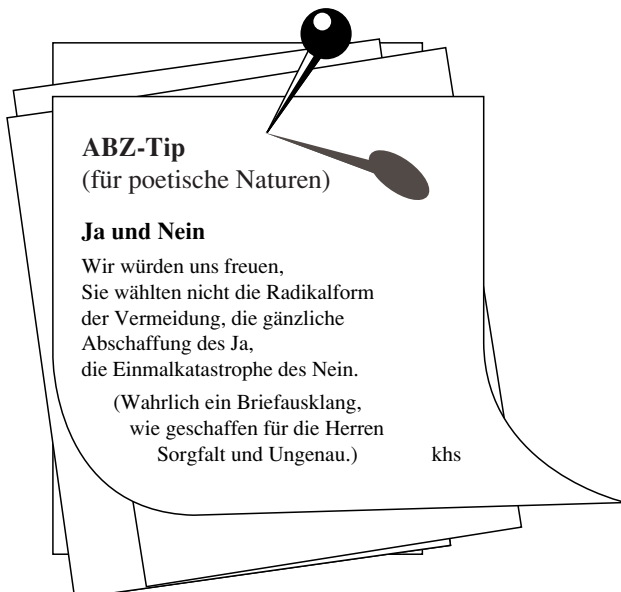 ABZ-Tip
(für poetische Naturen)
Ja und Nein
Wir würden uns freuen,
Sie wählten nicht die Radikalform
der Vermeidung, die gänzliche
Abschaffung des Ja,
die Einmalkatastrophe des Nein.
(Wahrlich ein Briefausklang,
wie geschaffen für die Herren
Sorgfalt und Ungenau.) khs